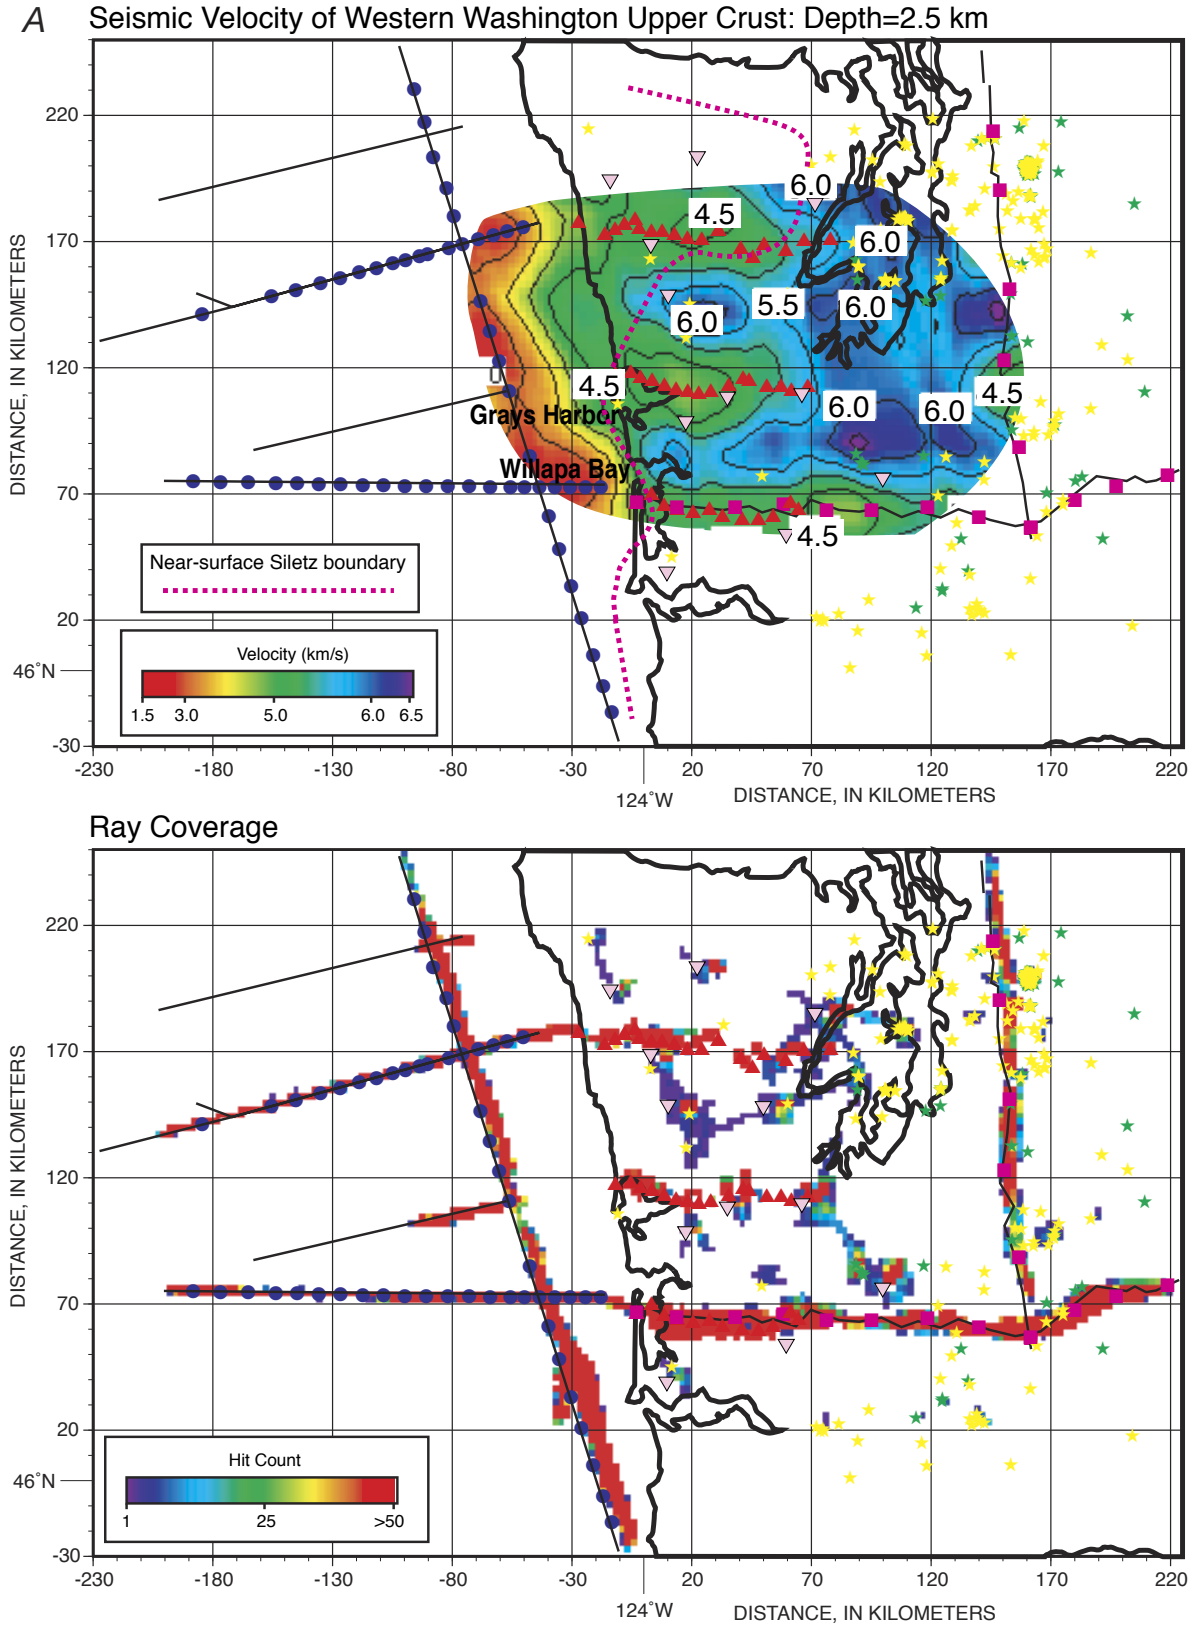 A
Seismic Velocity of Western Washington Upper Crust: Depth=2.5 km
220
170
120
70
20
46°N
-30
DISTANCE, IN KILOMETERS
6.0
4.5
6.0
5.5
6.0
6.0
4.5
4.5
6.0
6.0
4.5
Grays Harbor
Willapa Bay
Near-surface Siletz boundary
Velocity (km/s)
1.5 3.0 5.0 6.0 6.5
-230 -180 -130 -80 -30 20 70 120 170 220
124°W
DISTANCE, IN KILOMETERS
Ray Coverage
220
170
120
70
20
46°N
-30
DISTANCE, IN KILOMETERS
Hit Count
1 25 >50
-230 -180 -130 -80 -30 20 70 120 170 220
124°W
DISTANCE, IN KILOMETERS